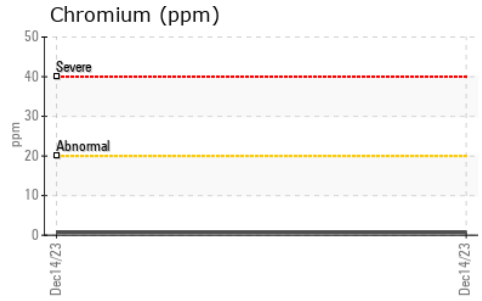 Chromium (ppm)
50
Severe
40
30
ppm
Abnormal
20
10
0
Dec14/23
Dec14/23